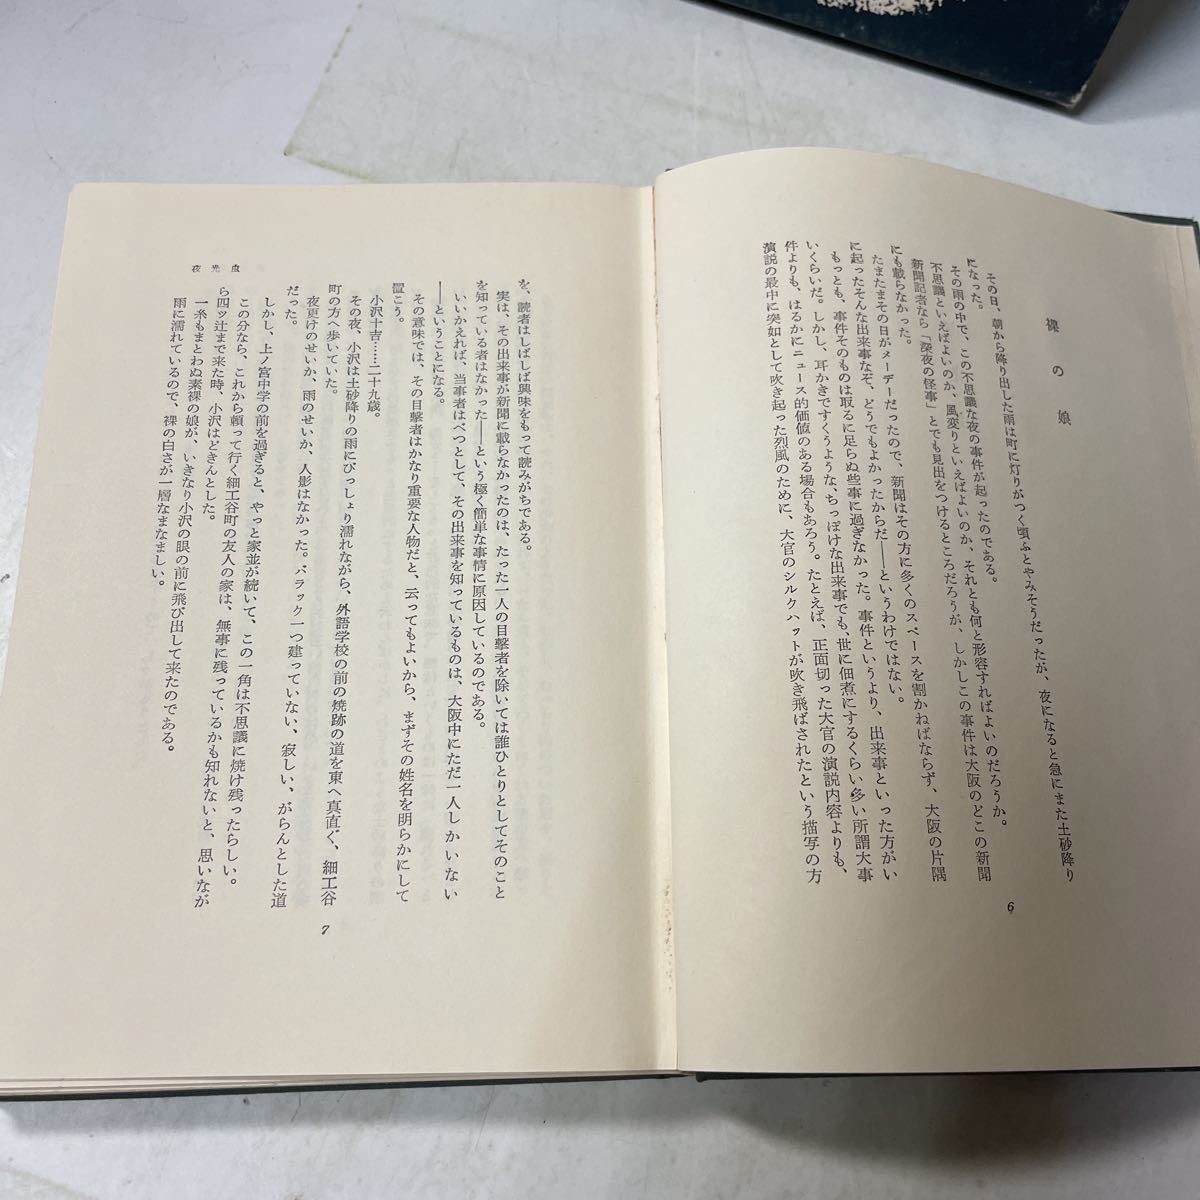 裸の娘
その日、朝から降り出した雨は町に灯りがつく頃ふとやみそうだったが、夜になると急にまた土砂降り
になった。
その雨の中で、この不思議な夜の事件が起ったのである。
不思議といえばよいのか、風変りといえばよいのか、それとも何と形容すればよいのだろうか。
新聞記者なら「深夜の怪事」とでも見出をつけるところだろうが、しかしこの事件は大阪のどこの新聞
にも載らなかった。
たまたまその日がメーデーだったので、新聞はその方に多くのスペースを割かねばならず、大阪の片隅
に起ったそんな出来事なぞ、どうでもよかったからだ――というわけではない。
もっとも、事件そのものは取るに足らぬ些事に過ぎなかった。事件というより、出来事といった方がい
いくらいだ。しかし、耳かきですくうような、ちっぽけな出来事でも、世に佃煮にするくらい多い所謂大事
件よりも、はるかにニュース的価値のある場合もあろう。たとえば、正面切った大官の演説内容よりも、
演説の最中に突如として吹き起った烈風のために、大官のシルクハットが吹き飛ばされたという描写の方
6
を、読者はしばしば興味をもって読みがちである。
実は、その出来事が新聞に載らなかったのは、たった一人の目撃者を除いては誰ひとりとしてそのこと
を知っている者はなかった――という極く簡単な事情に原因しているのである。
いいかえれば、当事者はべつとして、その出来事を知っているものは、大阪中にただ一人しかいない
――ということになる。
その意味では、その目撃者はかなり重要な人物だと、云ってもよいから、まずその姓名を明らかにして
置こう。
小沢十吉……二十九歳。
その夜、小沢は土砂降りの雨にびっしょり濡れながら、外語学校の前の焼跡の道を東へ真直ぐ、細工谷
町の方へ歩いていた。
夜更けのせいか、雨のせいか、人影はなかった。バラック一つ建っていない、寂しい、がらんとした道
だった。
しかし、上ノ宮中学の前を過ぎると、やっと家並が続いて、この一角は不思議に焼け残ったらしい。
この分なら、これから頼って行く細工谷町の友人の家は、無事に残っているかも知れないと、思いなが
ら四ッ辻まで来た時、小沢はどきんとした。
一糸もまとわぬ素裸の娘が、いきなり小沢の眼の前に飛び出して来たのである。
雨に濡れているので、裸の白さが一層なまなましい。
夜光虫
7